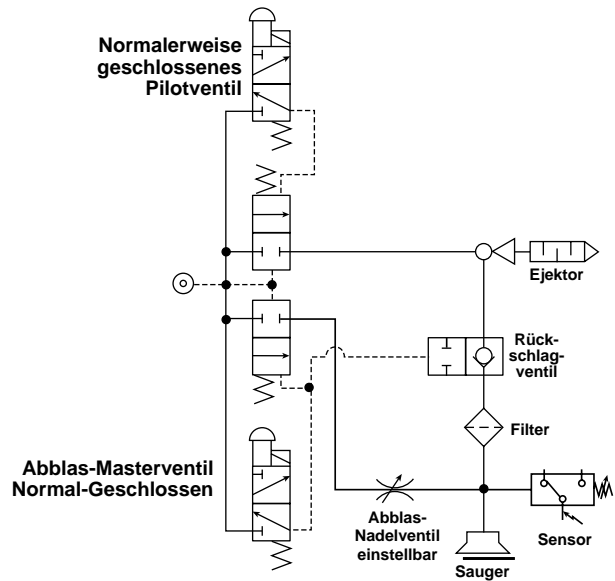 Normalerweise
geschlossenes
Pilotventil
Ejektor
Rück-
schlag-
ventil
Filter
Abblas-Masterventil
Normal-Geschlossen
Abblas-
Nadelventil
einstellbar
Sensor
Sauger